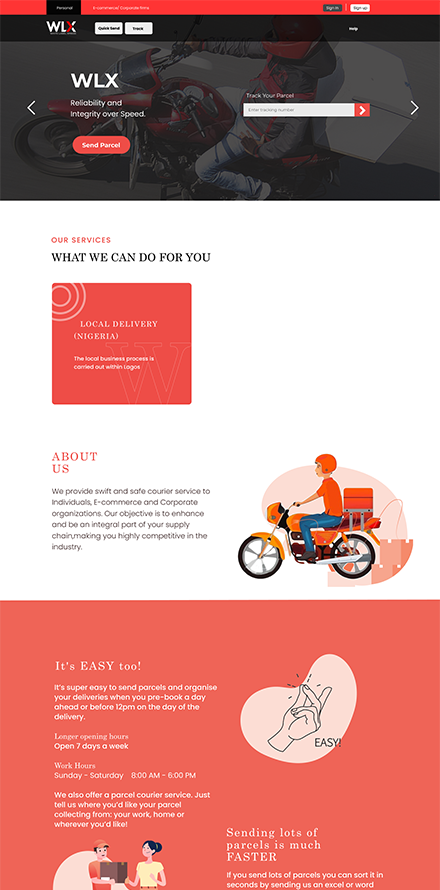 Personal
E-commerce/ Corporate firms
Sign in
Sign up
WLX
Quick Send
Track
Help
WLX
Reliability and
Integrity over Speed.
Send Parcel
Track Your Parcel
Enter tracking number
OUR SERVICES
WHAT WE CAN DO FOR YOU
LOCAL DELIVERY
(NIGERIA)
The local business process is
carried out within Lagos
W
ABOUT
US
We provide swift and safe courier service to
Individuals, E-commerce and Corporate
organizations. Our objective is to enhance
and be an integral part of your supply
chain,making you highly competitive in the
industry.
It's EASY too!
It's super easy to send parcels and organise
your deliveries when you pre-book a day
ahead or before 12pm on the day of the
delivery.
Longer opening hours
Open 7 days a week
Work Hours
Sunday - Saturday 8:00 AM - 6:00 PM
We also offer a parcel courier service. Just
tell us where you'd like your parcel
collecting from: your work, home or
wherever you'd like!
EASY!
Sending lots of
parcels is much
FASTER
If you send lots of parcels you can sort it in
seconds by sending us an excel or word